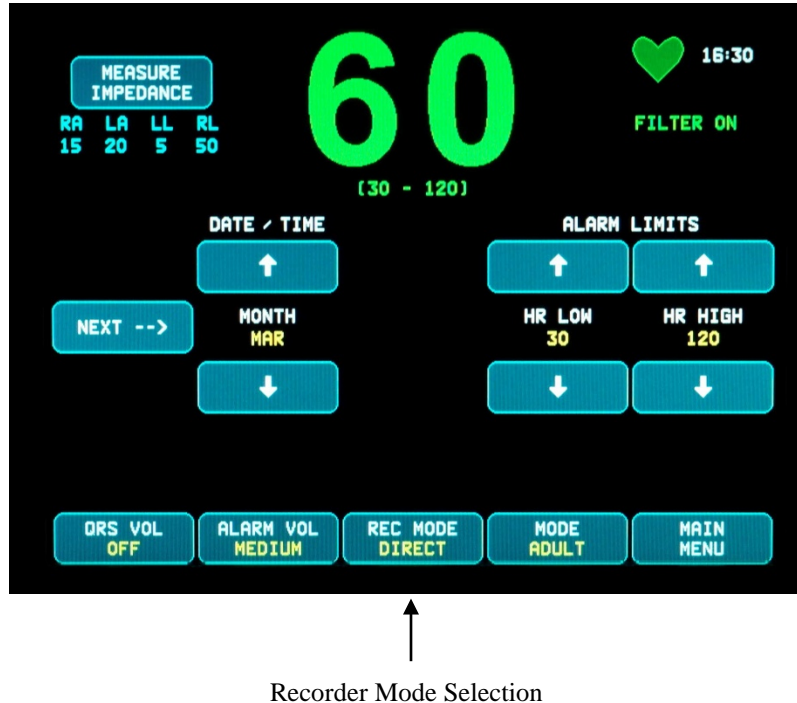 MEASURE
IMPEDANCE
RA LA LL RL
15 20 5 50
60
(30 - 120)
16:30
FILTER ON
DATE / TIME
ALARM LIMITS
NEXT -->
MONTH
MAR
HR LOW
30
HR HIGH
120
QRS VOL
OFF
ALARM VOL
MEDIUM
REC MODE
DIRECT
MODE
ADULT
MAIN
MENU
Recorder Mode Selection